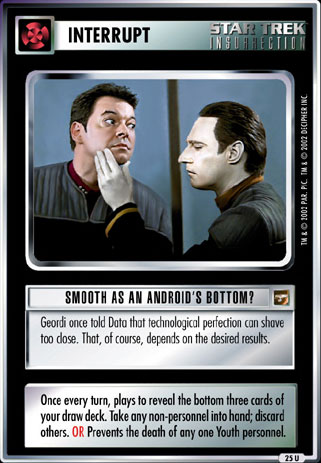 INTERRUPT
STAR TREK
INSURRECTION
TM & © 2002 PAR. P.C. TM & © 2002 DECIPHER INC.
SMOOTH AS AN ANDROID'S BOTTOM?
Geordi once told Data that technological perfection can shave
too close. That, of course, depends on the desired results.
Once every turn, plays to reveal the bottom three cards of
your draw deck. Take any non-personnel into hand; discard
others. OR Prevents the death of any one Youth personnel.
25 U